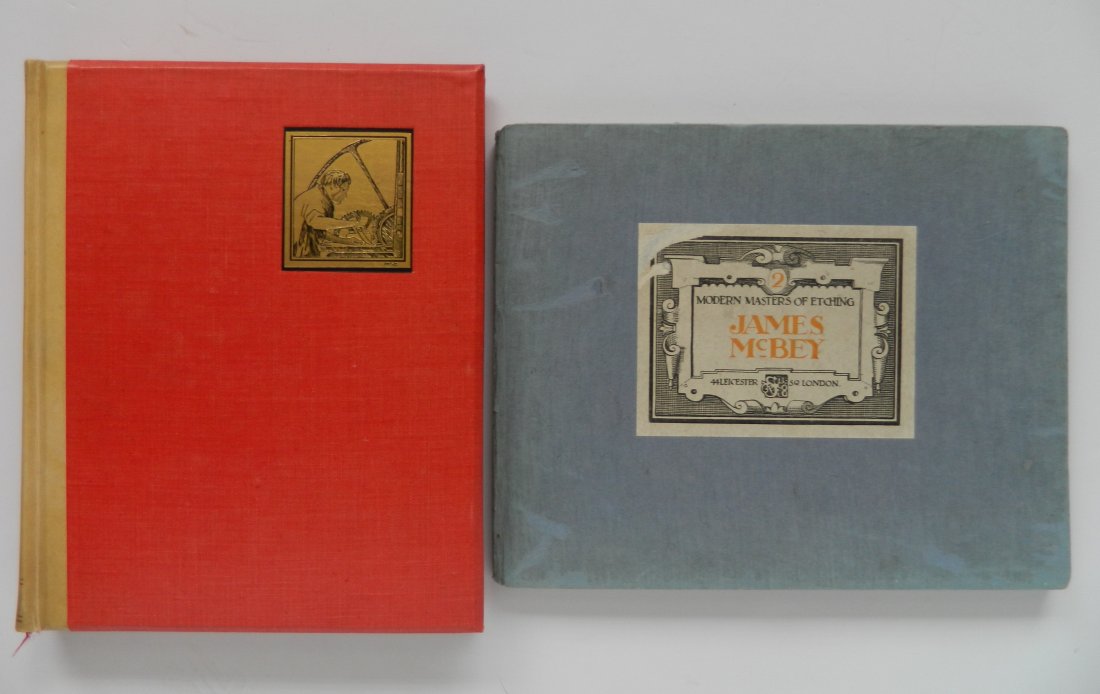 2
MODERN MASTERS OF ETCHING
JAMES
McBEY
44 LEICESTER SQ. LONDON.